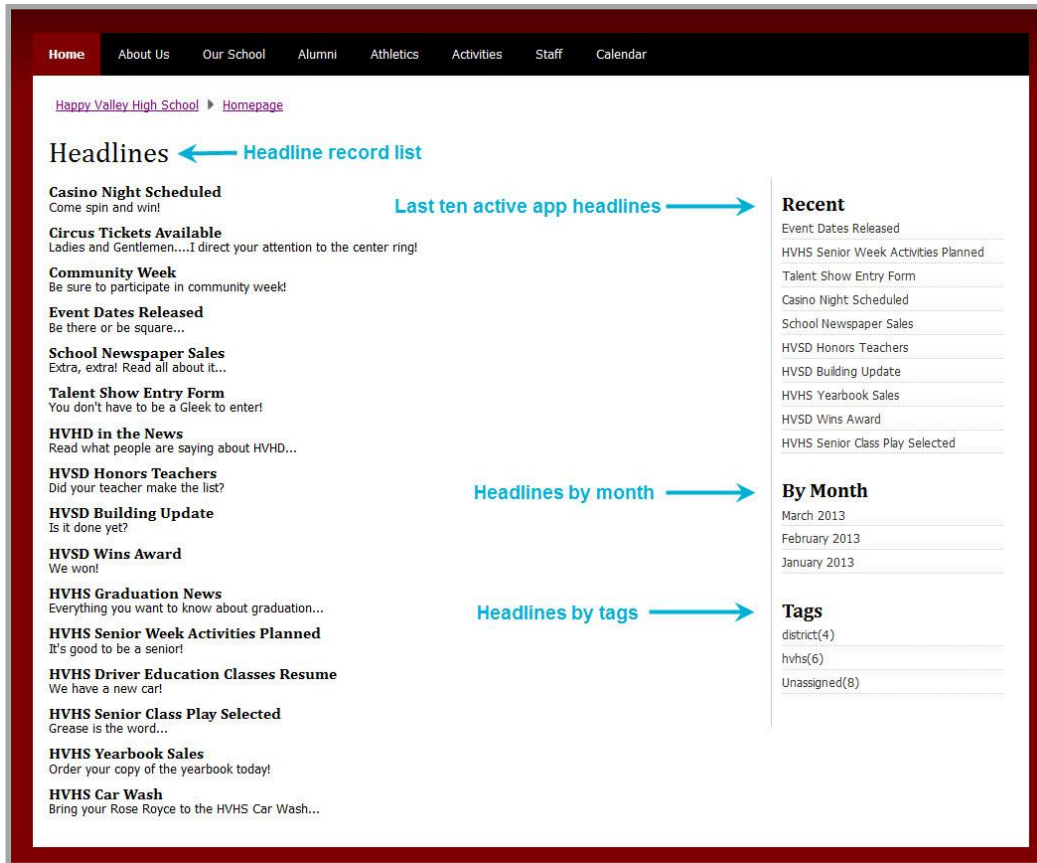 Home About Us Our School Alumni Athletics Activities Staff Calendar
Happy Valley High School Homepage
Headlines
Headline record list
Casino Night Scheduled
Come spin and win!
Circus Tickets Available
Ladies and Gentlemen....I direct your attention to the center ring!
Community Week
Be sure to participate in community week!
Event Dates Released
Be there or be square...
School Newspaper Sales
Extra, extra! Read all about it...
Talent Show Entry Form
You don't have to be a Gleek to enter!
HVHD in the News
Read what people are saying about HVHD...
HVSD Honors Teachers
Did your teacher make the list?
HVSD Building Update
Is it done yet?
HVSD Wins Award
We won!
HVHS Graduation News
Everything you want to know about graduation...
HVHS Senior Week Activities Planned
It's good to be a senior!
HVHS Driver Education Classes Resume
We have a new car!
HVHS Senior Class Play Selected
Grease is the word...
HVHS Yearbook Sales
Order your copy of the yearbook today!
HVHS Car Wash
Bring your Rose Royce to the HVHS Car Wash...
Last ten active app headlines
Recent
Event Dates Released
HVHS Senior Week Activities Planned
Talent Show Entry Form
Casino Night Scheduled
School Newspaper Sales
HVSD Honors Teachers
HVSD Building Update
HVHS Yearbook Sales
HVSD Wins Award
HVHS Senior Class Play Selected
Headlines by month
By Month
March 2013
February 2013
January 2013
Headlines by tags
Tags
district(4)
hvhs(6)
Unassigned(8)